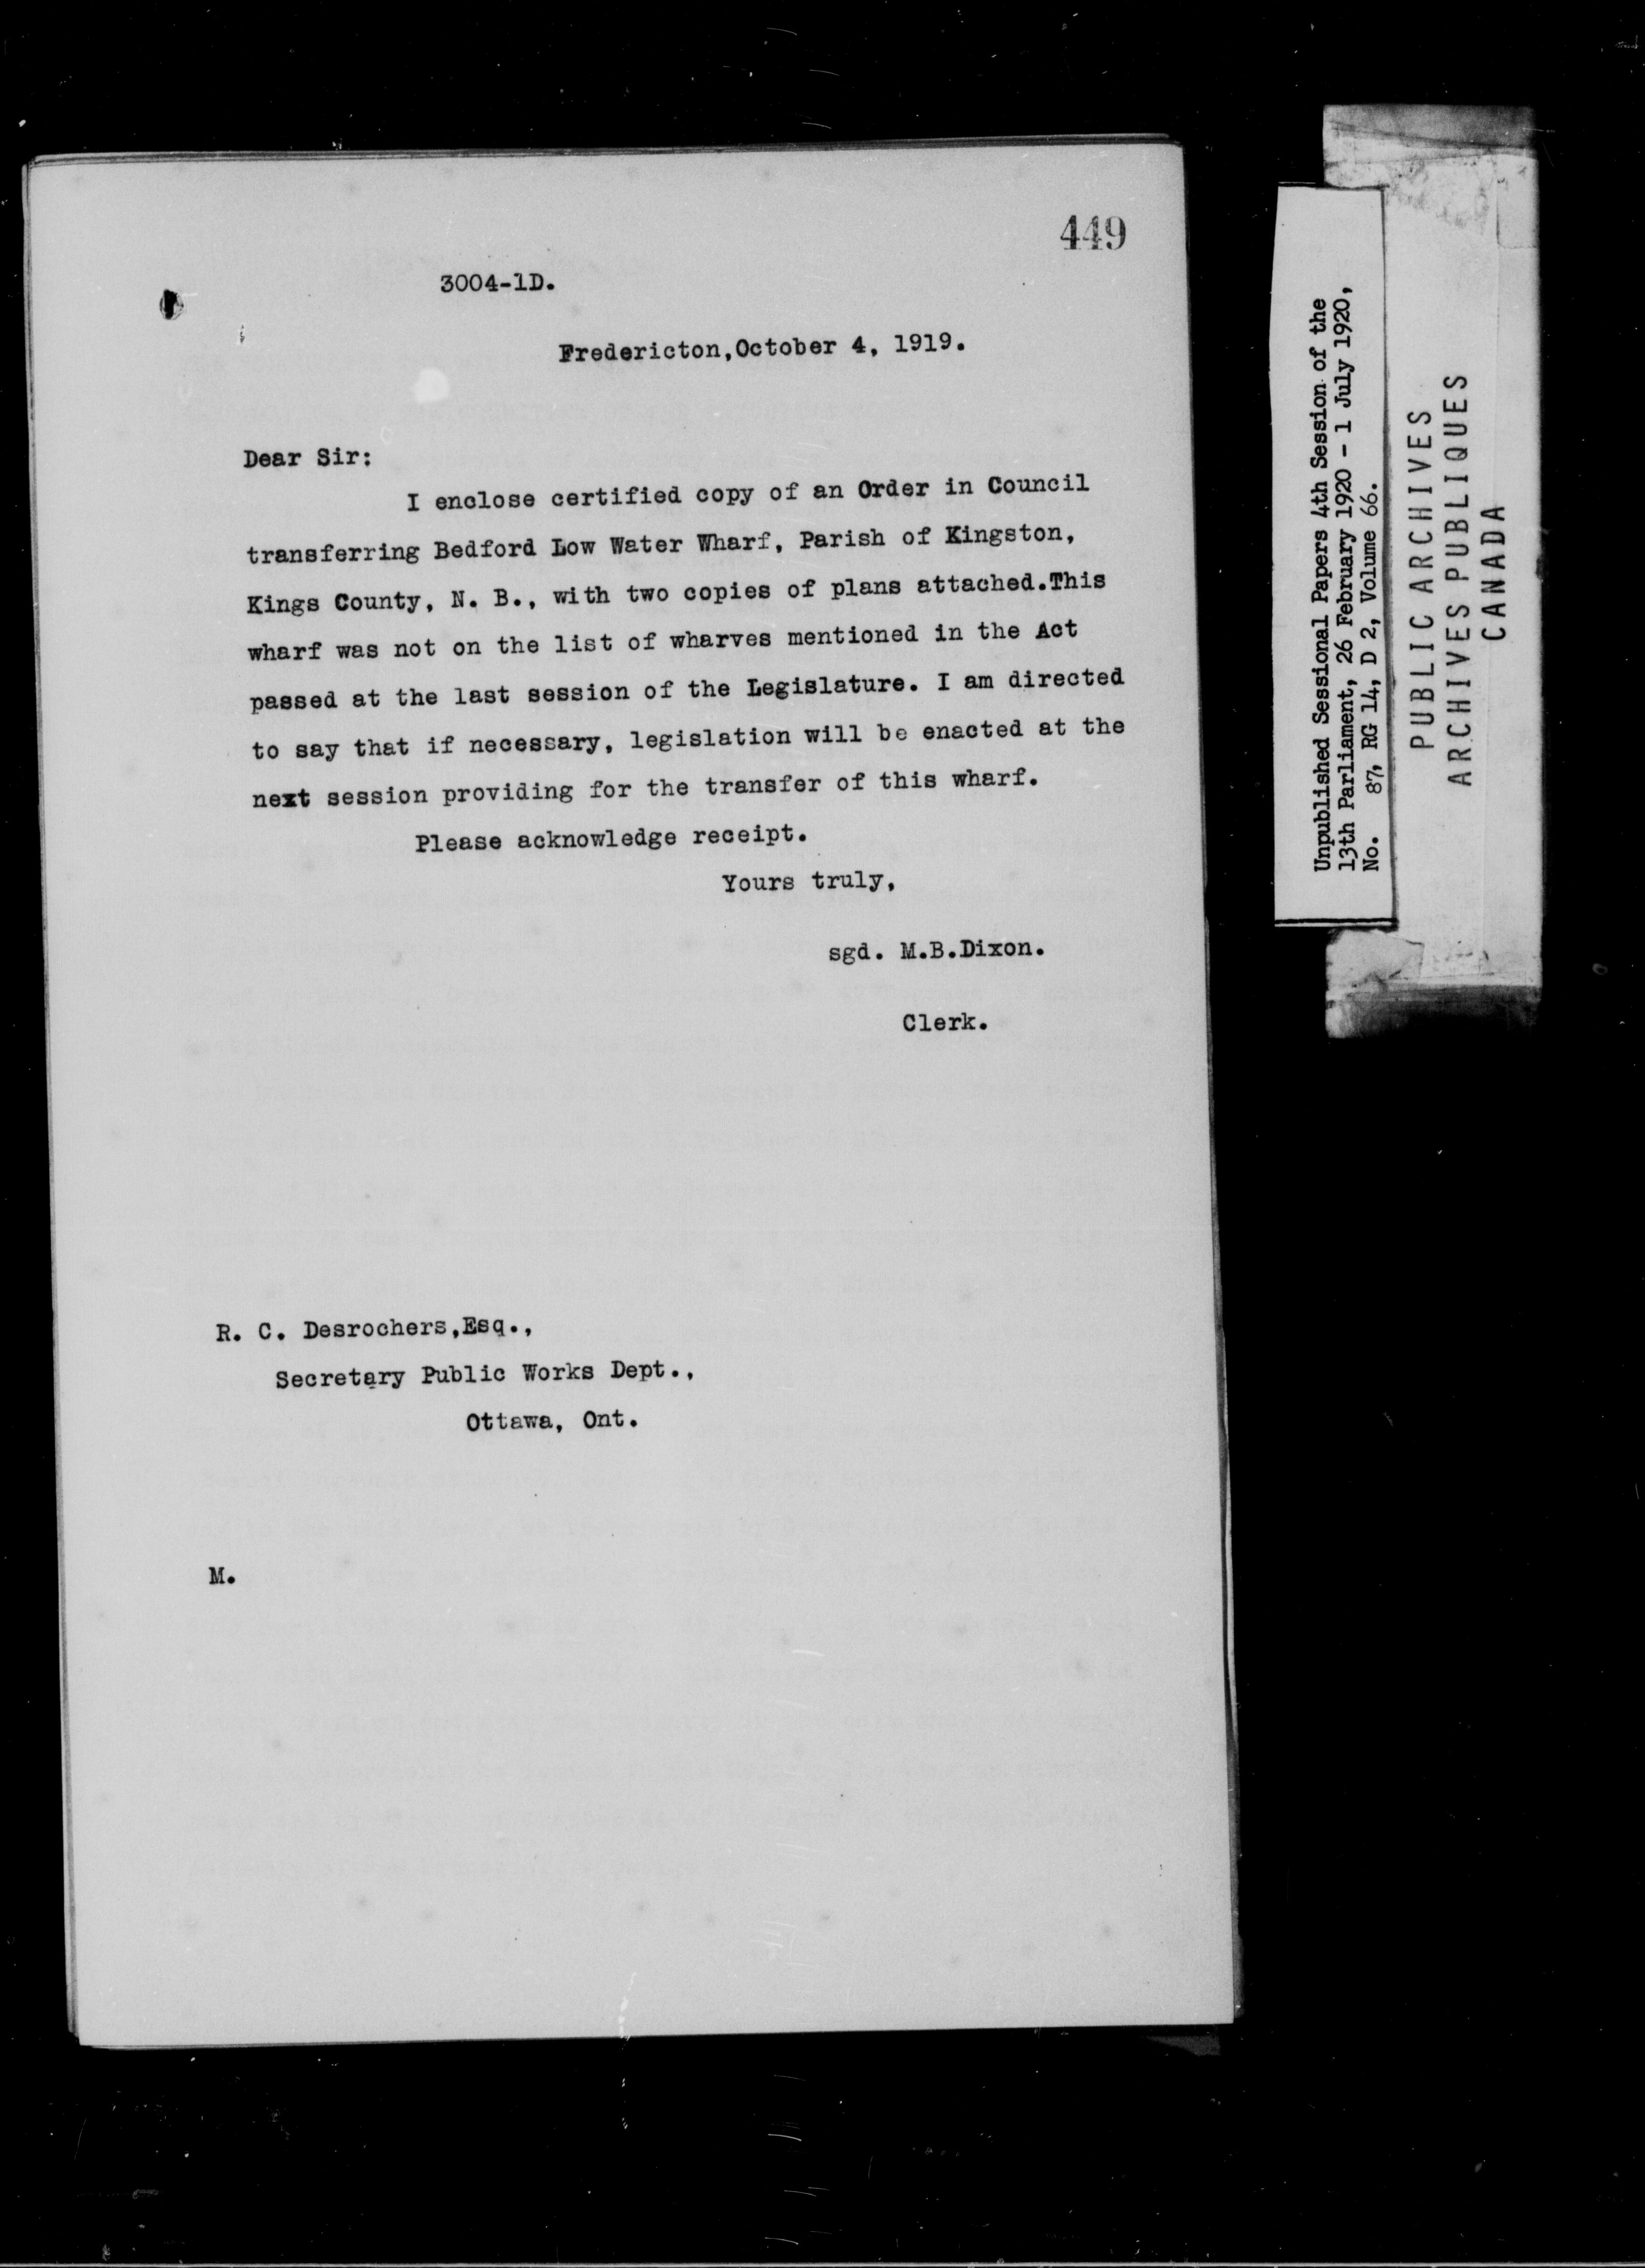 449
3004-1D.
Fredericton,October 4, 1919.
Dear Sir:
I enclose certified copy of an Order in Council
transferring Bedford Low Water Wharf, Parish of Kingston,
Kings County, N. B., with two copies of plans attached.This
wharf was not on the list of wharves mentioned in the Act
passed at the last session of the Legislature. I am directed
to say that if necessary, legislation will be enacted at the
next session providing for the transfer of this wharf.
Please acknowledge receipt.
Yours truly,
sgd. M.B.Dixon.
Clerk.
R. C. Desrochers,Esq.,
Secretary Public Works Dept.,
Ottawa, Ont.
M.
Unpublished Sessional Papers 4th Session of the
13th Parliament, 26 February 1920 - 1 July 1920,
No. 87, RG 14, D 2, Volume 66.
PUBLIC ARCHIVES
ARCHIVES PUBLIQUES
CANADA